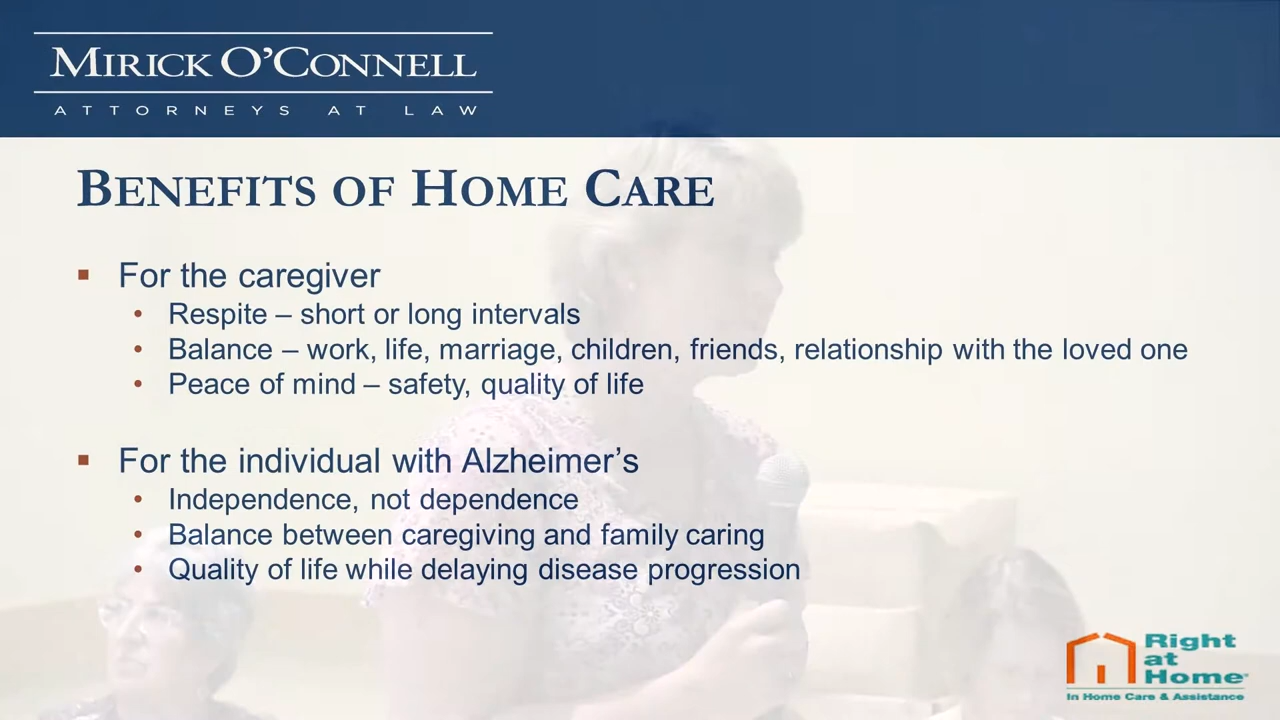 MIRICK O'CONNELL
ATTORNEYS AT LAW
BENEFITS OF HOME CARE
▪ For the caregiver
• Respite – short or long intervals
• Balance – work, life, marriage, children, friends, relationship with the loved one
• Peace of mind – safety, quality of life
▪ For the individual with Alzheimer's
• Independence, not dependence
• Balance between caregiving and family caring
• Quality of life while delaying disease progression
Right
at
Home
In Home Care & Assistance